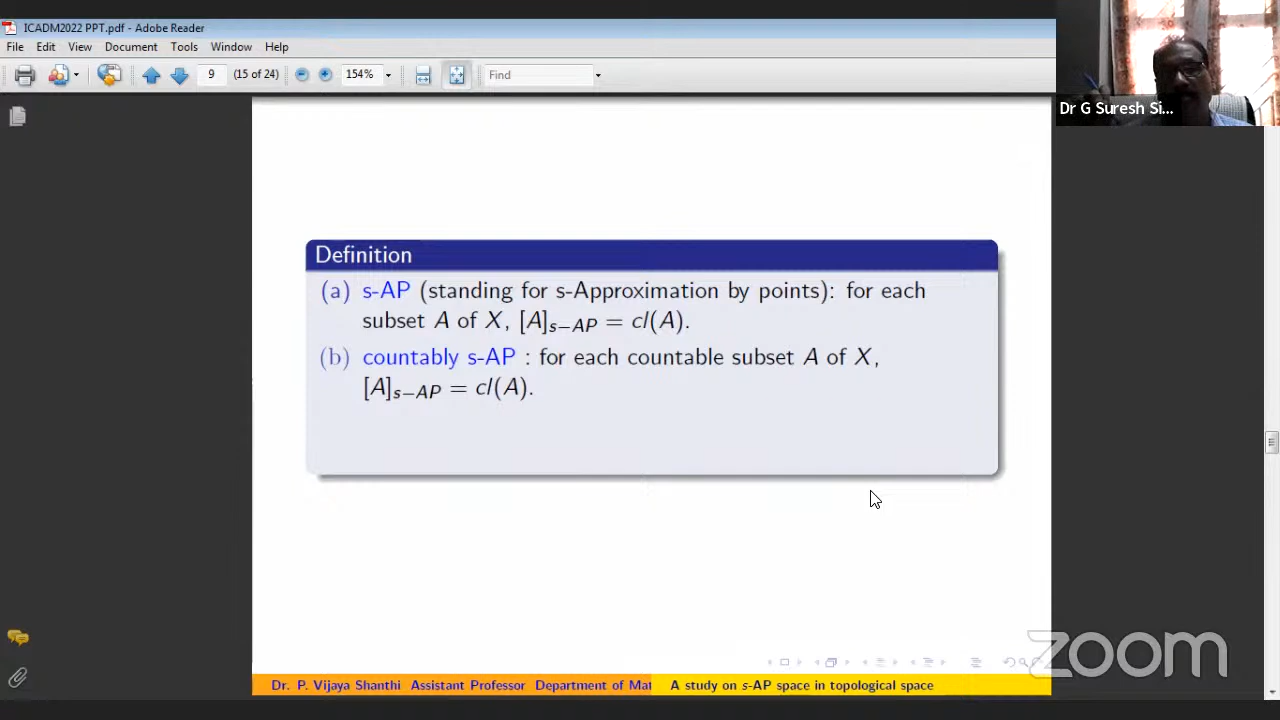 ICADM2022 PPT.pdf - Adobe Reader
File Edit View Document Tools Window Help
9 (15 of 24) 154% Find
Dr G Suresh Si...
Definition
(a) s-AP (standing for s-Approximation by points): for each
subset A of X, [A]s−AP = cl(A).
(b) countably s-AP : for each countable subset A of X,
[A]s−AP = cl(A).
zoom
Dr. P. Vijaya Shanthi Assistant Professor Department of Mat A study on s-AP space in topological space